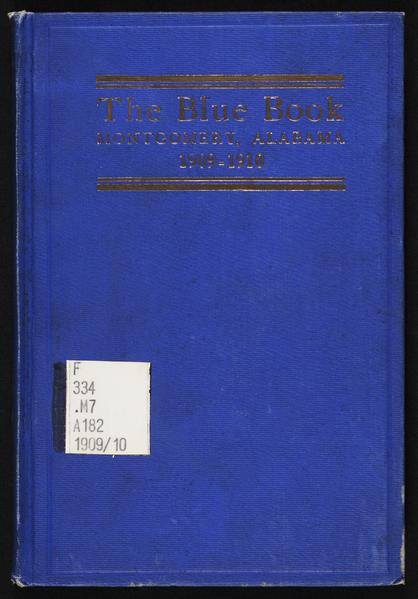 The Blue Book
MONTGOMERY, ALABAMA
1909-1910
F
334
.M7
A182
1909/10